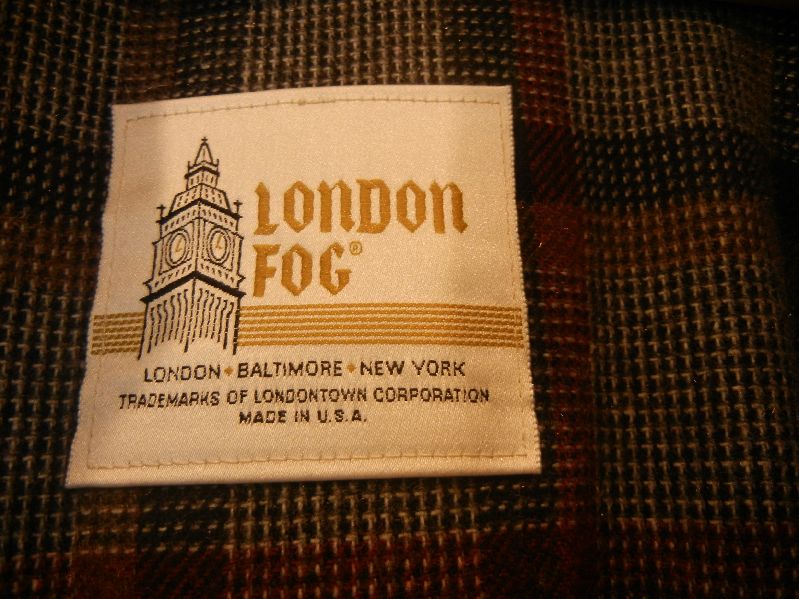 LONDON
FOG®
LONDON • BALTIMORE • NEW YORK
TRADEMARKS OF LONDONTOWN CORPORATION
MADE IN U.S.A.